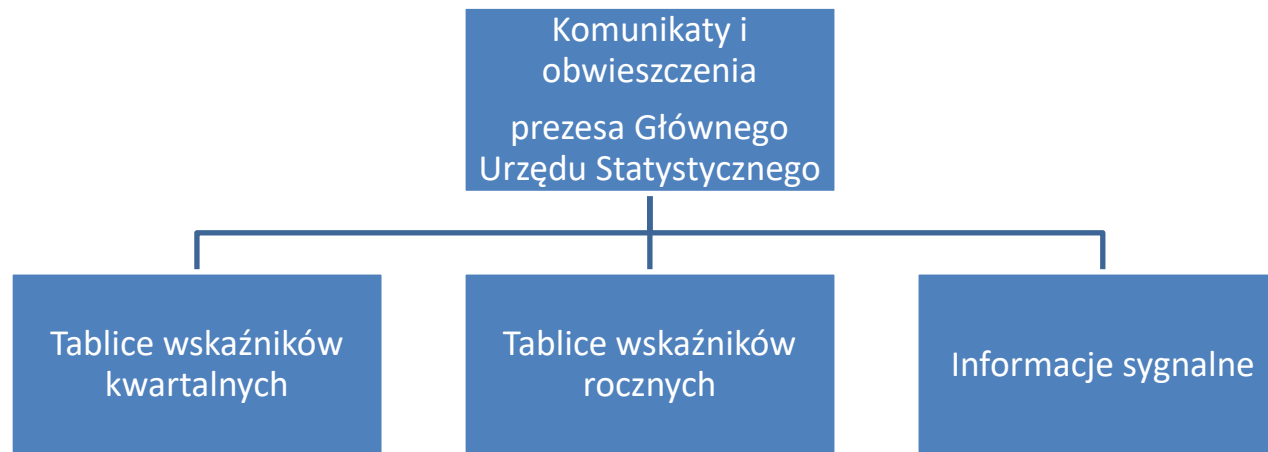 Komunikaty i
obwieszczenia
prezesa Głównego
Urzędu Statystycznego
Tablice wskaźników
kwartalnych
Tablice wskaźników
rocznych
Informacje sygnalne